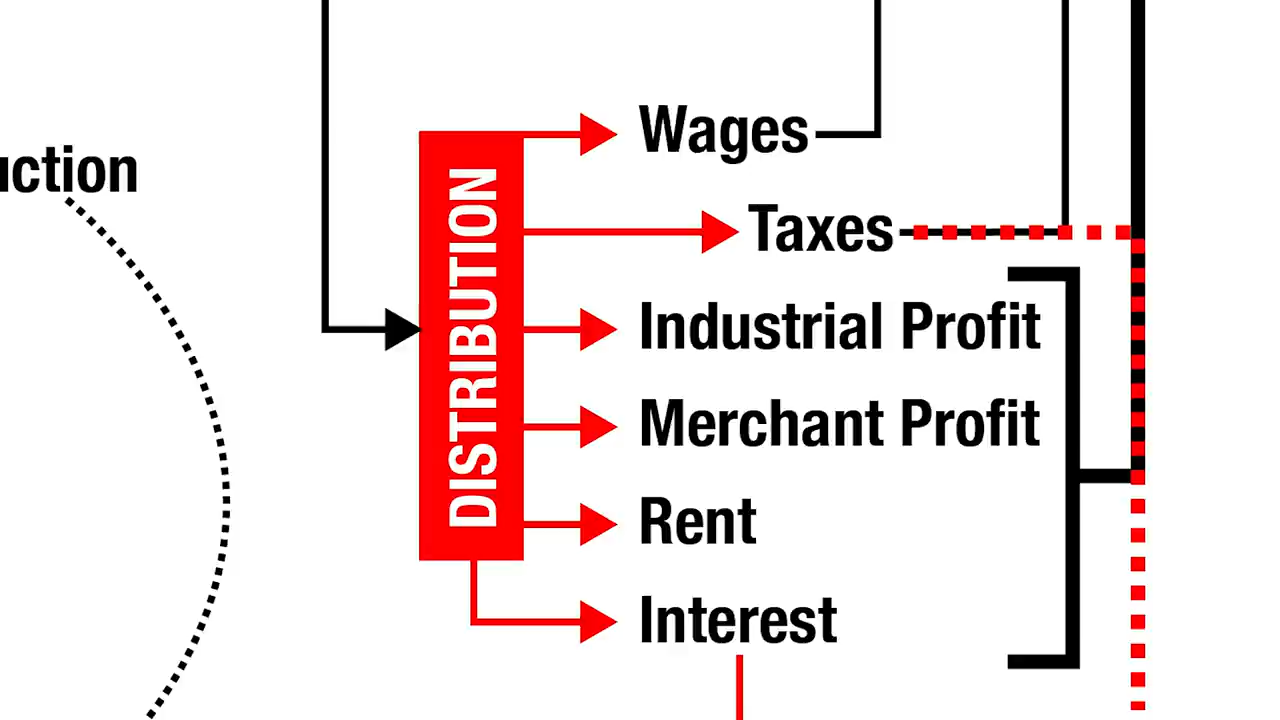 uction
DISTRIBUTION
Wages
Taxes
Industrial Profit
Merchant Profit
Rent
Interest